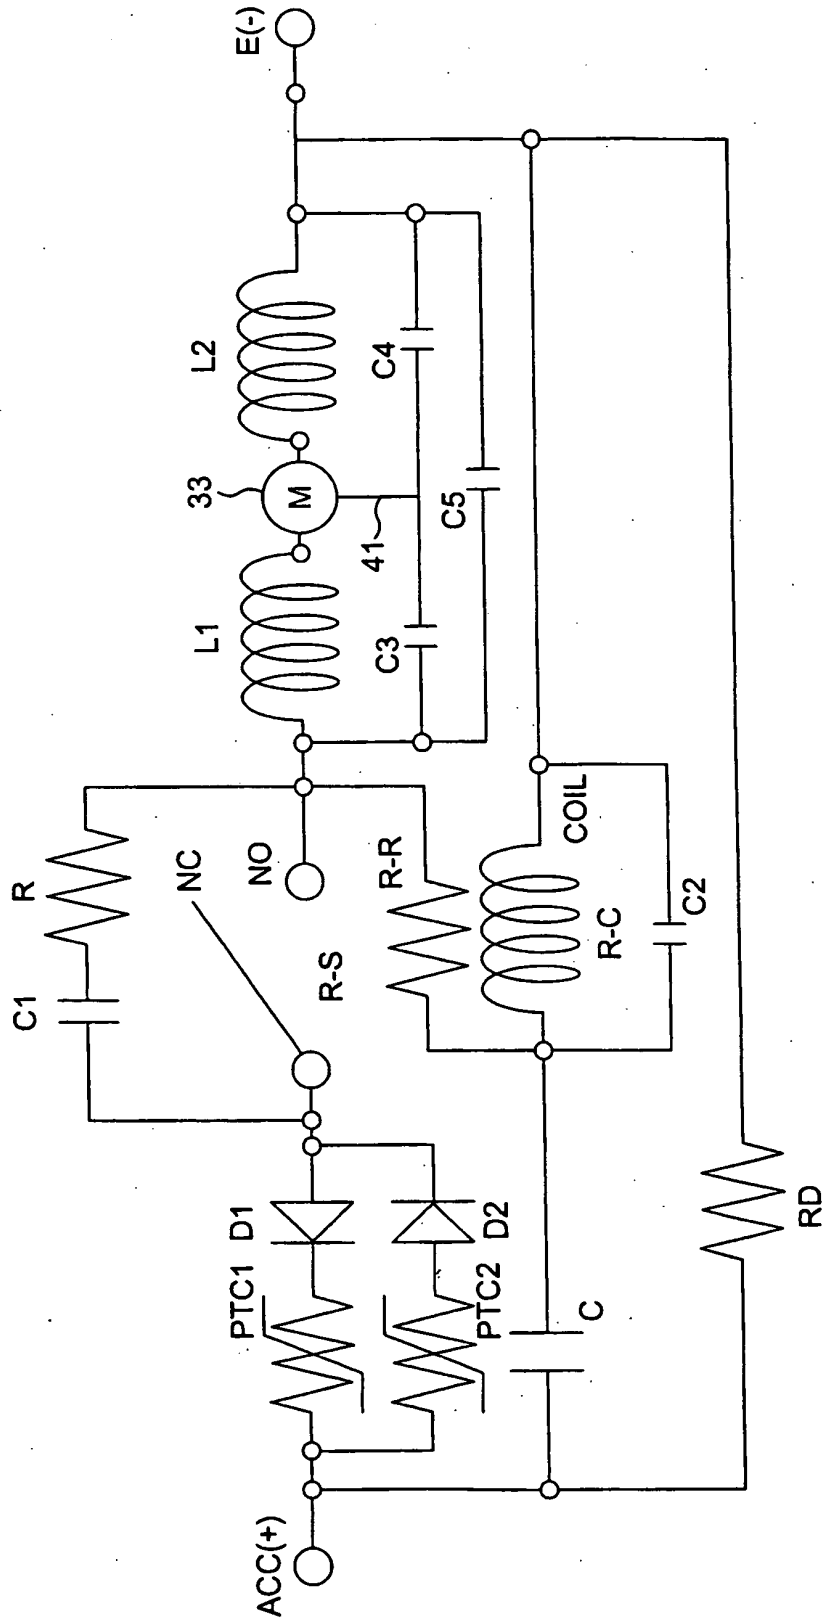 E(-)
L2
C4
33
M
41
C5
L1
C3
R
NC
NO
R-R
COIL
C1
R-S
R-C
C2
D1
D2
PTC1
PTC2
C
RD
ACC(+)